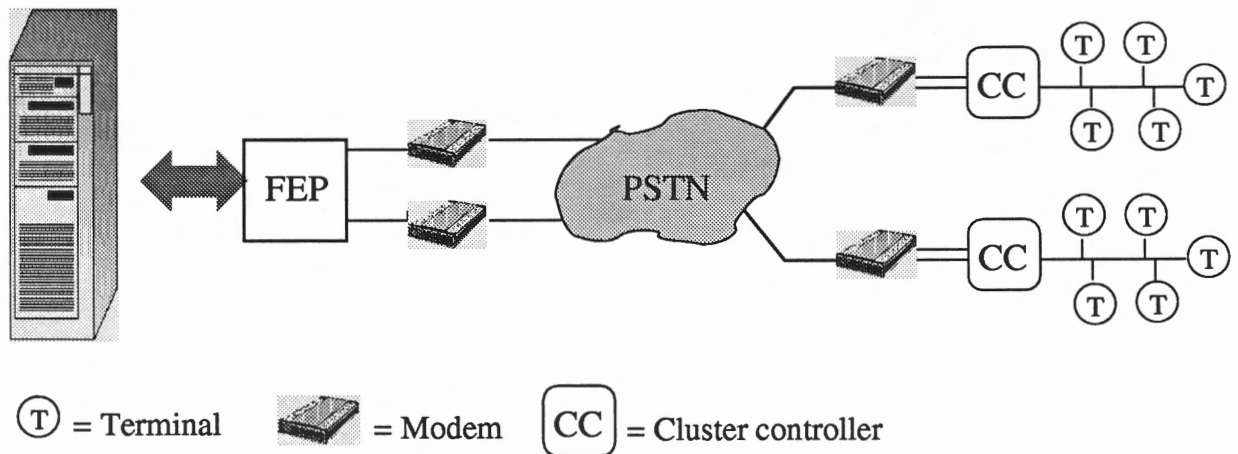 T T
CC T
T T
FEP PSTN
T T
CC T
T T
T = Terminal = Modem CC = Cluster controller